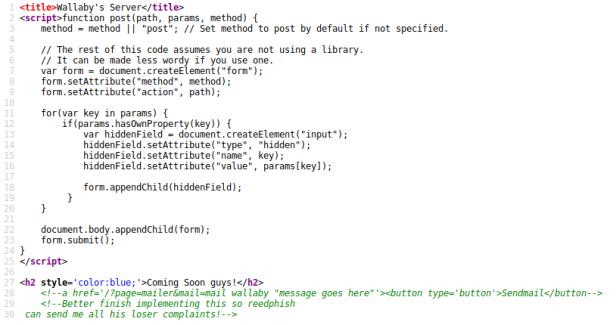 1 <title>Wallaby's Server</title>
2 <script>function post(path, params, method) {
3 method = method || "post"; // Set method to post by default if not specified.
4
5 // The rest of this code assumes you are not using a library.
6 // It can be made less wordy if you use one.
7 var form = document.createElement("form");
8 form.setAttribute("method", method);
9 form.setAttribute("action", path);
10
11 for(var key in params) {
12 if(params.hasOwnProperty(key)) {
13 var hiddenField = document.createElement("input");
14 hiddenField.setAttribute("type", "hidden");
15 hiddenField.setAttribute("name", key);
16 hiddenField.setAttribute("value", params[key]);
17
18 form.appendChild(hiddenField);
19 }
20 }
21
22 document.body.appendChild(form);
23 form.submit();
24 }
25 </script>
26
27 <h2 style='color:blue;'>Coming Soon guys!</h2>
28 <!--a href='/?page=mailer&mail=mail wallaby "message goes here"'><button type='button'>Sendmail</button-->
29 <!--Better finish implementing this so reedphish
30 can send me all his loser complaints!-->